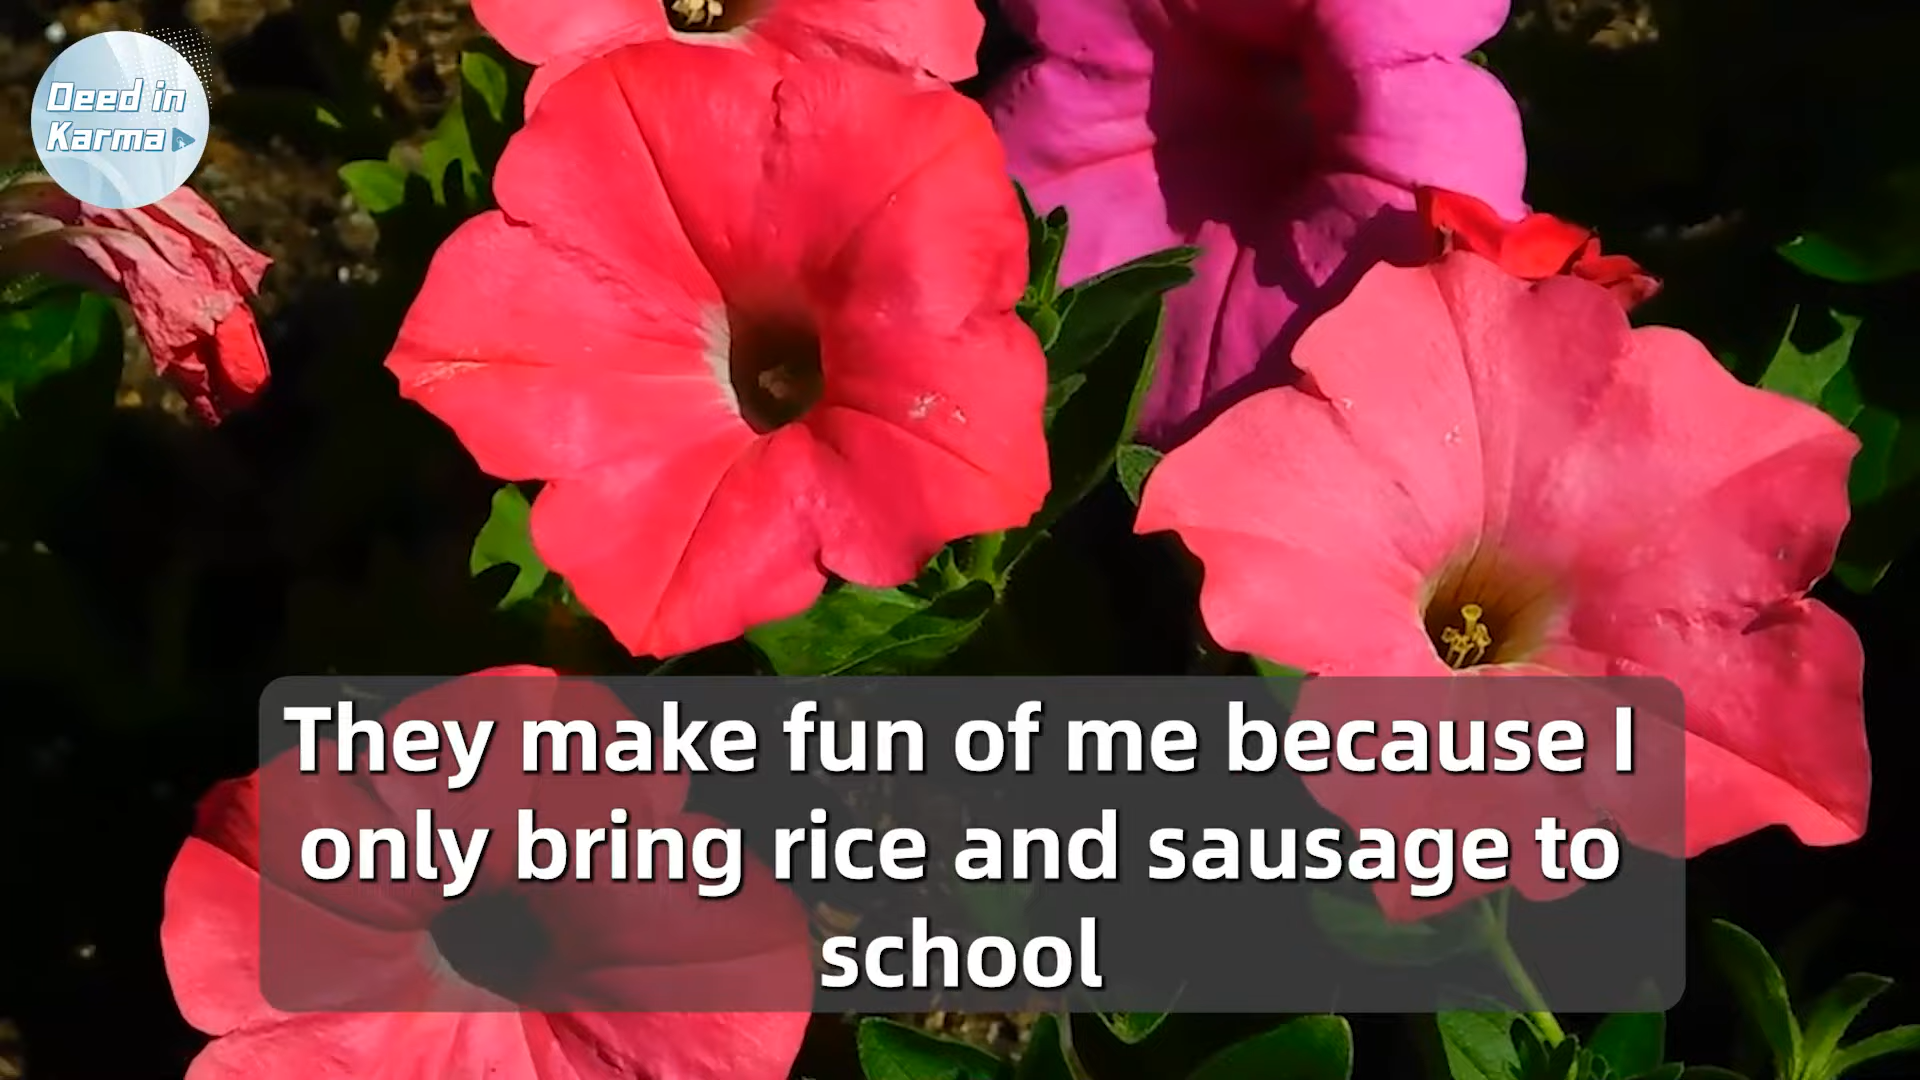 Deed in
Karma
They make fun of me because I
only bring rice and sausage to
school